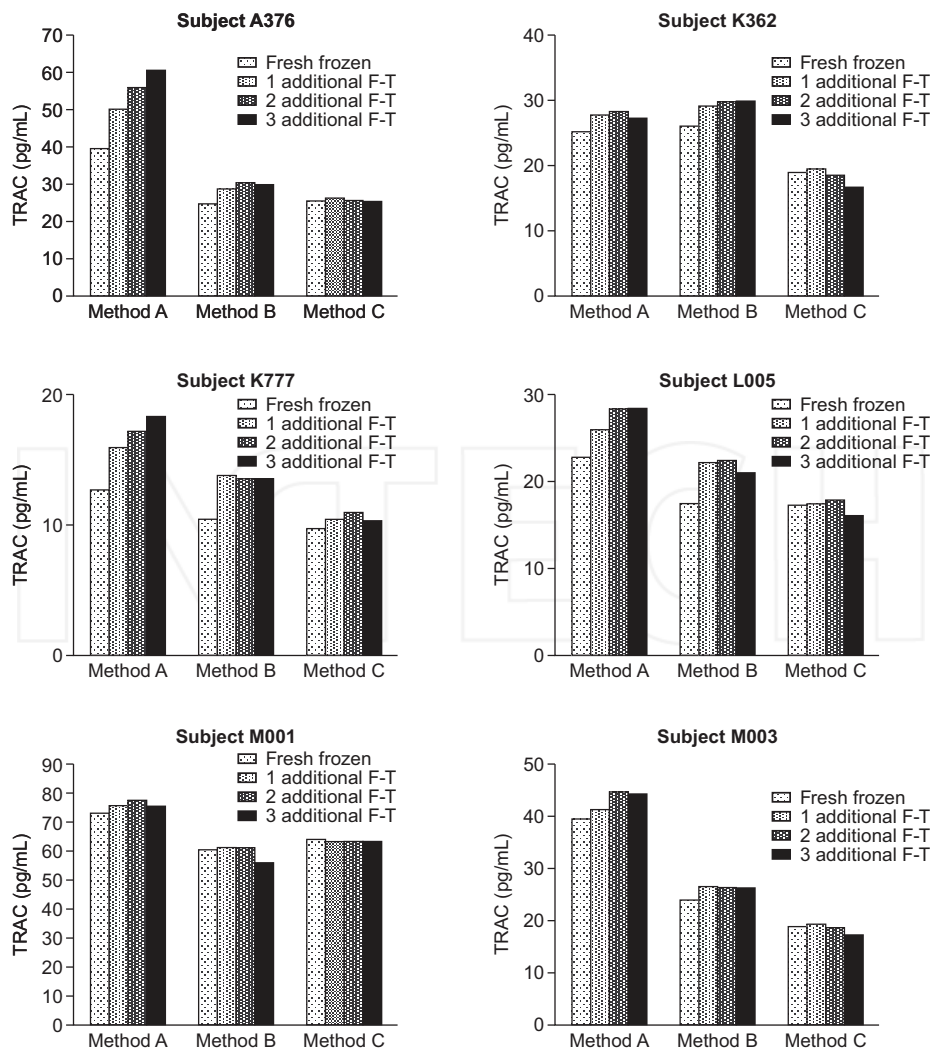 Subject A376
TRAC (pg/mL)
70
60
50
40
30
20
10
0
Fresh frozen
1 additional F-T
2 additional F-T
3 additional F-T
Method A Method B Method C
Subject K362
TRAC (pg/mL)
40
30
20
10
0
Fresh frozen
1 additional F-T
2 additional F-T
3 additional F-T
Method A Method B Method C
Subject K777
TRAC (pg/mL)
20
10
0
Fresh frozen
1 additional F-T
2 additional F-T
3 additional F-T
Method A Method B Method C
Subject L005
TRAC (pg/mL)
30
20
10
0
Fresh frozen
1 additional F-T
2 additional F-T
3 additional F-T
Method A Method B Method C
Subject M001
TRAC (pg/mL)
90
80
70
60
50
40
30
20
10
0
Fresh frozen
1 additional F-T
2 additional F-T
3 additional F-T
Method A Method B Method C
Subject M003
TRAC (pg/mL)
50
40
30
20
10
0
Fresh frozen
1 additional F-T
2 additional F-T
3 additional F-T
Method A Method B Method C
INTECH